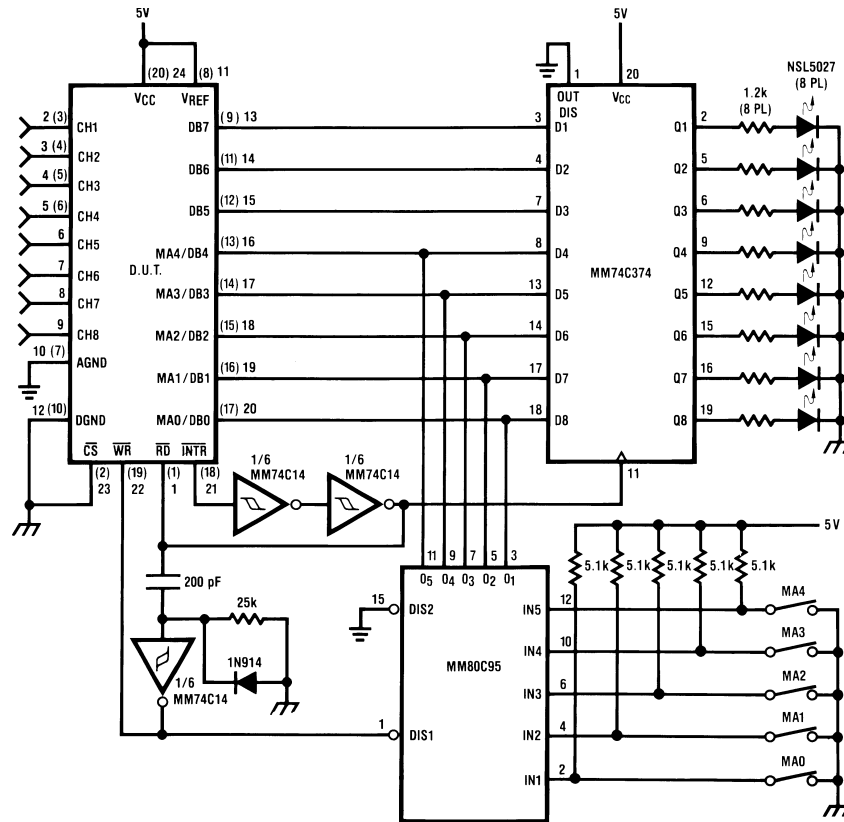 5V
5V
(20) 24 (8) 11
VCC VREF
2 (3) CH1
3 (4) CH2
4 (5) CH3
5 (6) CH4
6 CH5
7 CH6
8 CH7
9 CH8
10 (7) AGND
12 (10) DGND
D.U.T.
DB7 (9) 13
DB6 (11) 14
DB5 (12) 15
MA4/DB4 (13) 16
MA3/DB3 (14) 17
MA2/DB2 (15) 18
MA1/DB1 (16) 19
MA0/DB0 (17) 20
CS WR RD INTR
(2) 23
(19) 22
(1) 1
(18) 21
1 20
OUT DIS VCC
3 D1
4 D2
7 D3
8 D4
13 D5
14 D6
17 D7
18 D8
MM74C374
Q1 2
Q2 5
Q3 6
Q4 9
Q5 12
Q6 15
Q7 16
Q8 19
11
1.2k
(8 PL)
NSL5027
(8 PL)
1/6
MM74C14
1/6
MM74C14
200 pF
25k
1N914
1/6
MM74C14
11 9 7 5 3
O5 O4 O3 O2 O1
15 DIS2
1 DIS1
MM80C95
IN5 12
IN4 10
IN3 6
IN2 4
IN1 2
5V
5.1k 5.1k 5.1k 5.1k 5.1k
MA4
MA3
MA2
MA1
MA0